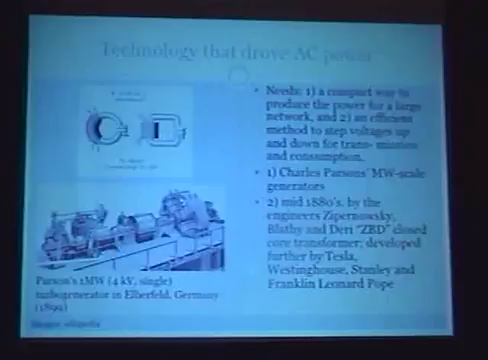 Technology that drove AC power
Needs: 1) a compact way to
produce the power for a large
network, and 2) an efficient
method to step voltages up
and down for trans- mission
and consumption.
1) Charles Parsons' MW-scale
generators
2) mid 1880's. by the
engineers Zipernowsky,
Blathy and Deri "ZBD" closed
core transformer; developed
further by Tesla,
Westinghouse, Stanley and
Franklin Leonard Pope
Parson's 1MW (4 kV, single)
turbogenerator in Elberfeld, Germany
(1899)
Images: wikipedia